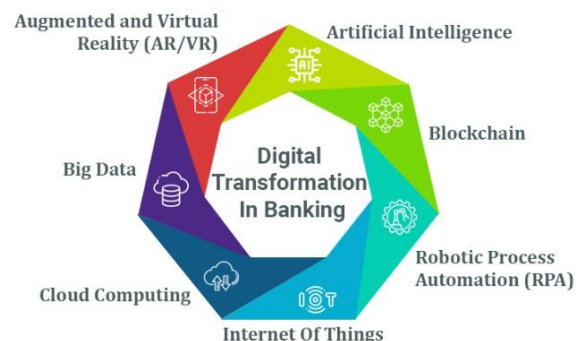 Augmented and Virtual
Reality (AR/VR)
Artificial Intelligence
AI
Blockchain
Big Data
Digital
Transformation
In Banking
Robotic Process
Automation (RPA)
Cloud Computing
IOT
Internet Of Things